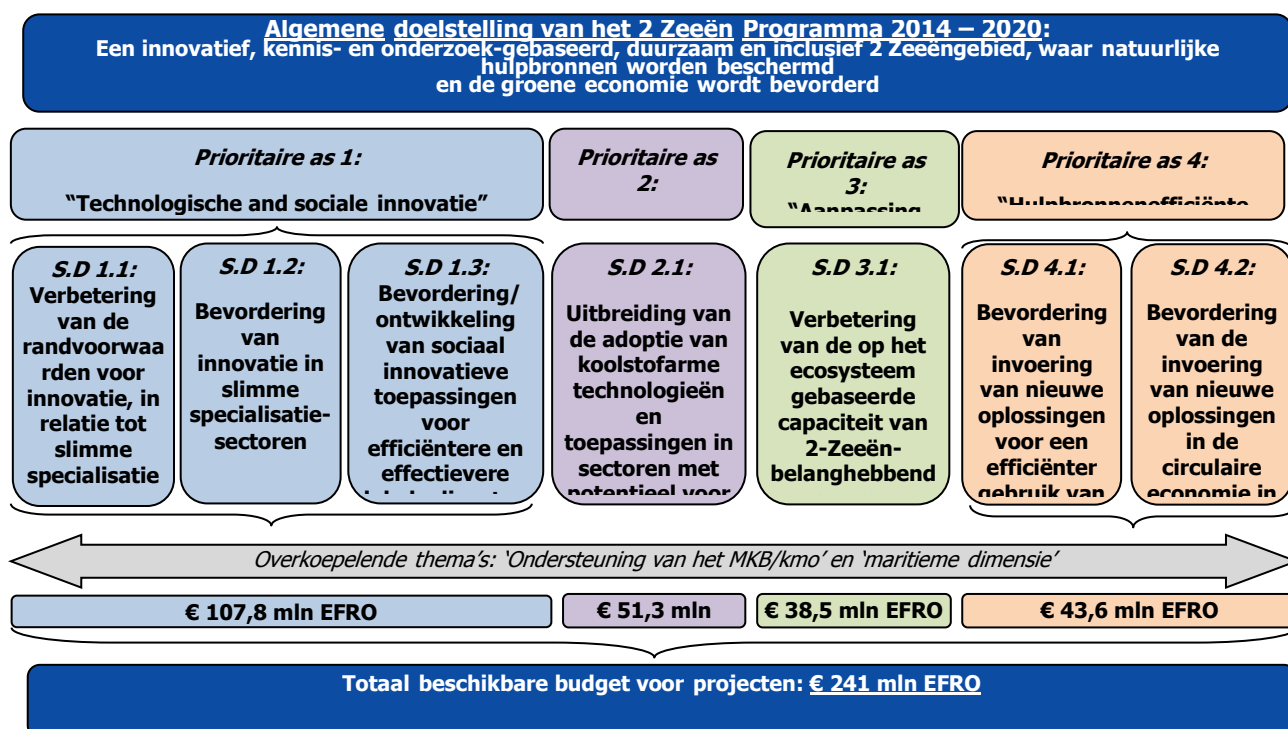 Algemene doelstelling van het 2 Zeeën Programma 2014 – 2020:
Een innovatief, kennis- en onderzoek-gebaseerd, duurzaam en inclusief 2 Zeeëngebied, waar natuurlijke
hulpbronnen worden beschermd
en de groene economie wordt bevorderd
Prioritaire as 1:
“Technologische and sociale innovatie”
Prioritaire as
2:
Prioritaire as
3:
“Aanpassing
Prioritaire as 4:
“Hulpbronnenefficiënte
S.D 1.1:
Verbetering
van de
randvoorwaa
rden voor
innovatie, in
relatie tot
slimme
specialisatie
S.D 1.2:
Bevordering
van
innovatie in
slimme
specialisatie-
sectoren
S.D 1.3:
Bevordering/
ontwikkeling
van sociaal
innovatieve
toepassingen
voor
efficiëntere en
effectievere
S.D 2.1:
Uitbreiding van
de adoptie van
koolstofarme
technologieën
en
toepassingen in
sectoren met
potentieel voor
S.D 3.1:
Verbetering
van de op het
ecosysteem
gebaseerde
capaciteit van
2-Zeeën-
belanghebbend
S.D 4.1:
Bevordering
van
invoering
van nieuwe
oplossingen
voor een
efficiënter
gebruik van
S.D 4.2:
Bevordering
van de
invoering
van nieuwe
oplossingen
in de
circulaire
economie in
Overkoepelende thema’s: ‘Ondersteuning van het MKB/kmo’ en ‘maritieme dimensie’
€ 107,8 mln EFRO
€ 51,3 mln
€ 38,5 mln EFRO
€ 43,6 mln EFRO
Totaal beschikbare budget voor projecten: € 241 mln EFRO